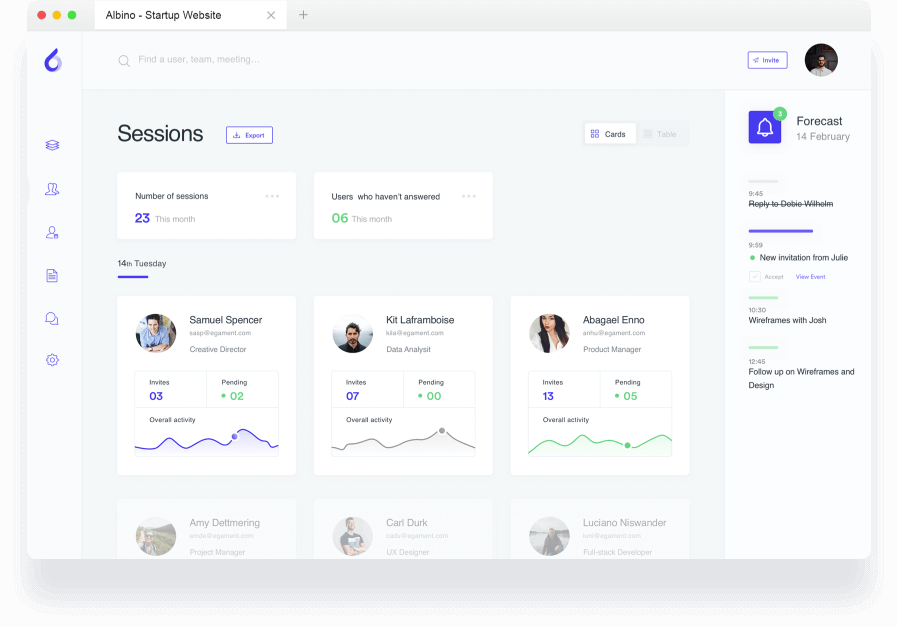 Albino - Startup Website
Find a user, team, meeting...
Invite
Sessions
Export
Cards
Table
3
Forecast
14 February
Number of sessions
23 This month
Users who haven't answered
06 This month
14th Tuesday
Samuel Spencer
sasp@egament.com
Creative Director
Invites
03
Pending
02
Overall activity
Kit Laframboise
kila@egament.com
Data Analysit
Invites
07
Pending
00
Overall activity
Abagael Enno
anhu@egament.com
Product Manager
Invites
13
Pending
05
Overall activity
Amy Dettmering
amde@egament.com
Project Manager
Carl Durk
cadu@egament.com
UX Designer
Luciano Niswander
Full-stack Developer
9:45
Reply to Debie Wilhelm
9:59
New invitation from Julie
Accept
View Event
10:30
Wireframes with Josh
12:45
Follow up on Wireframes and
Design